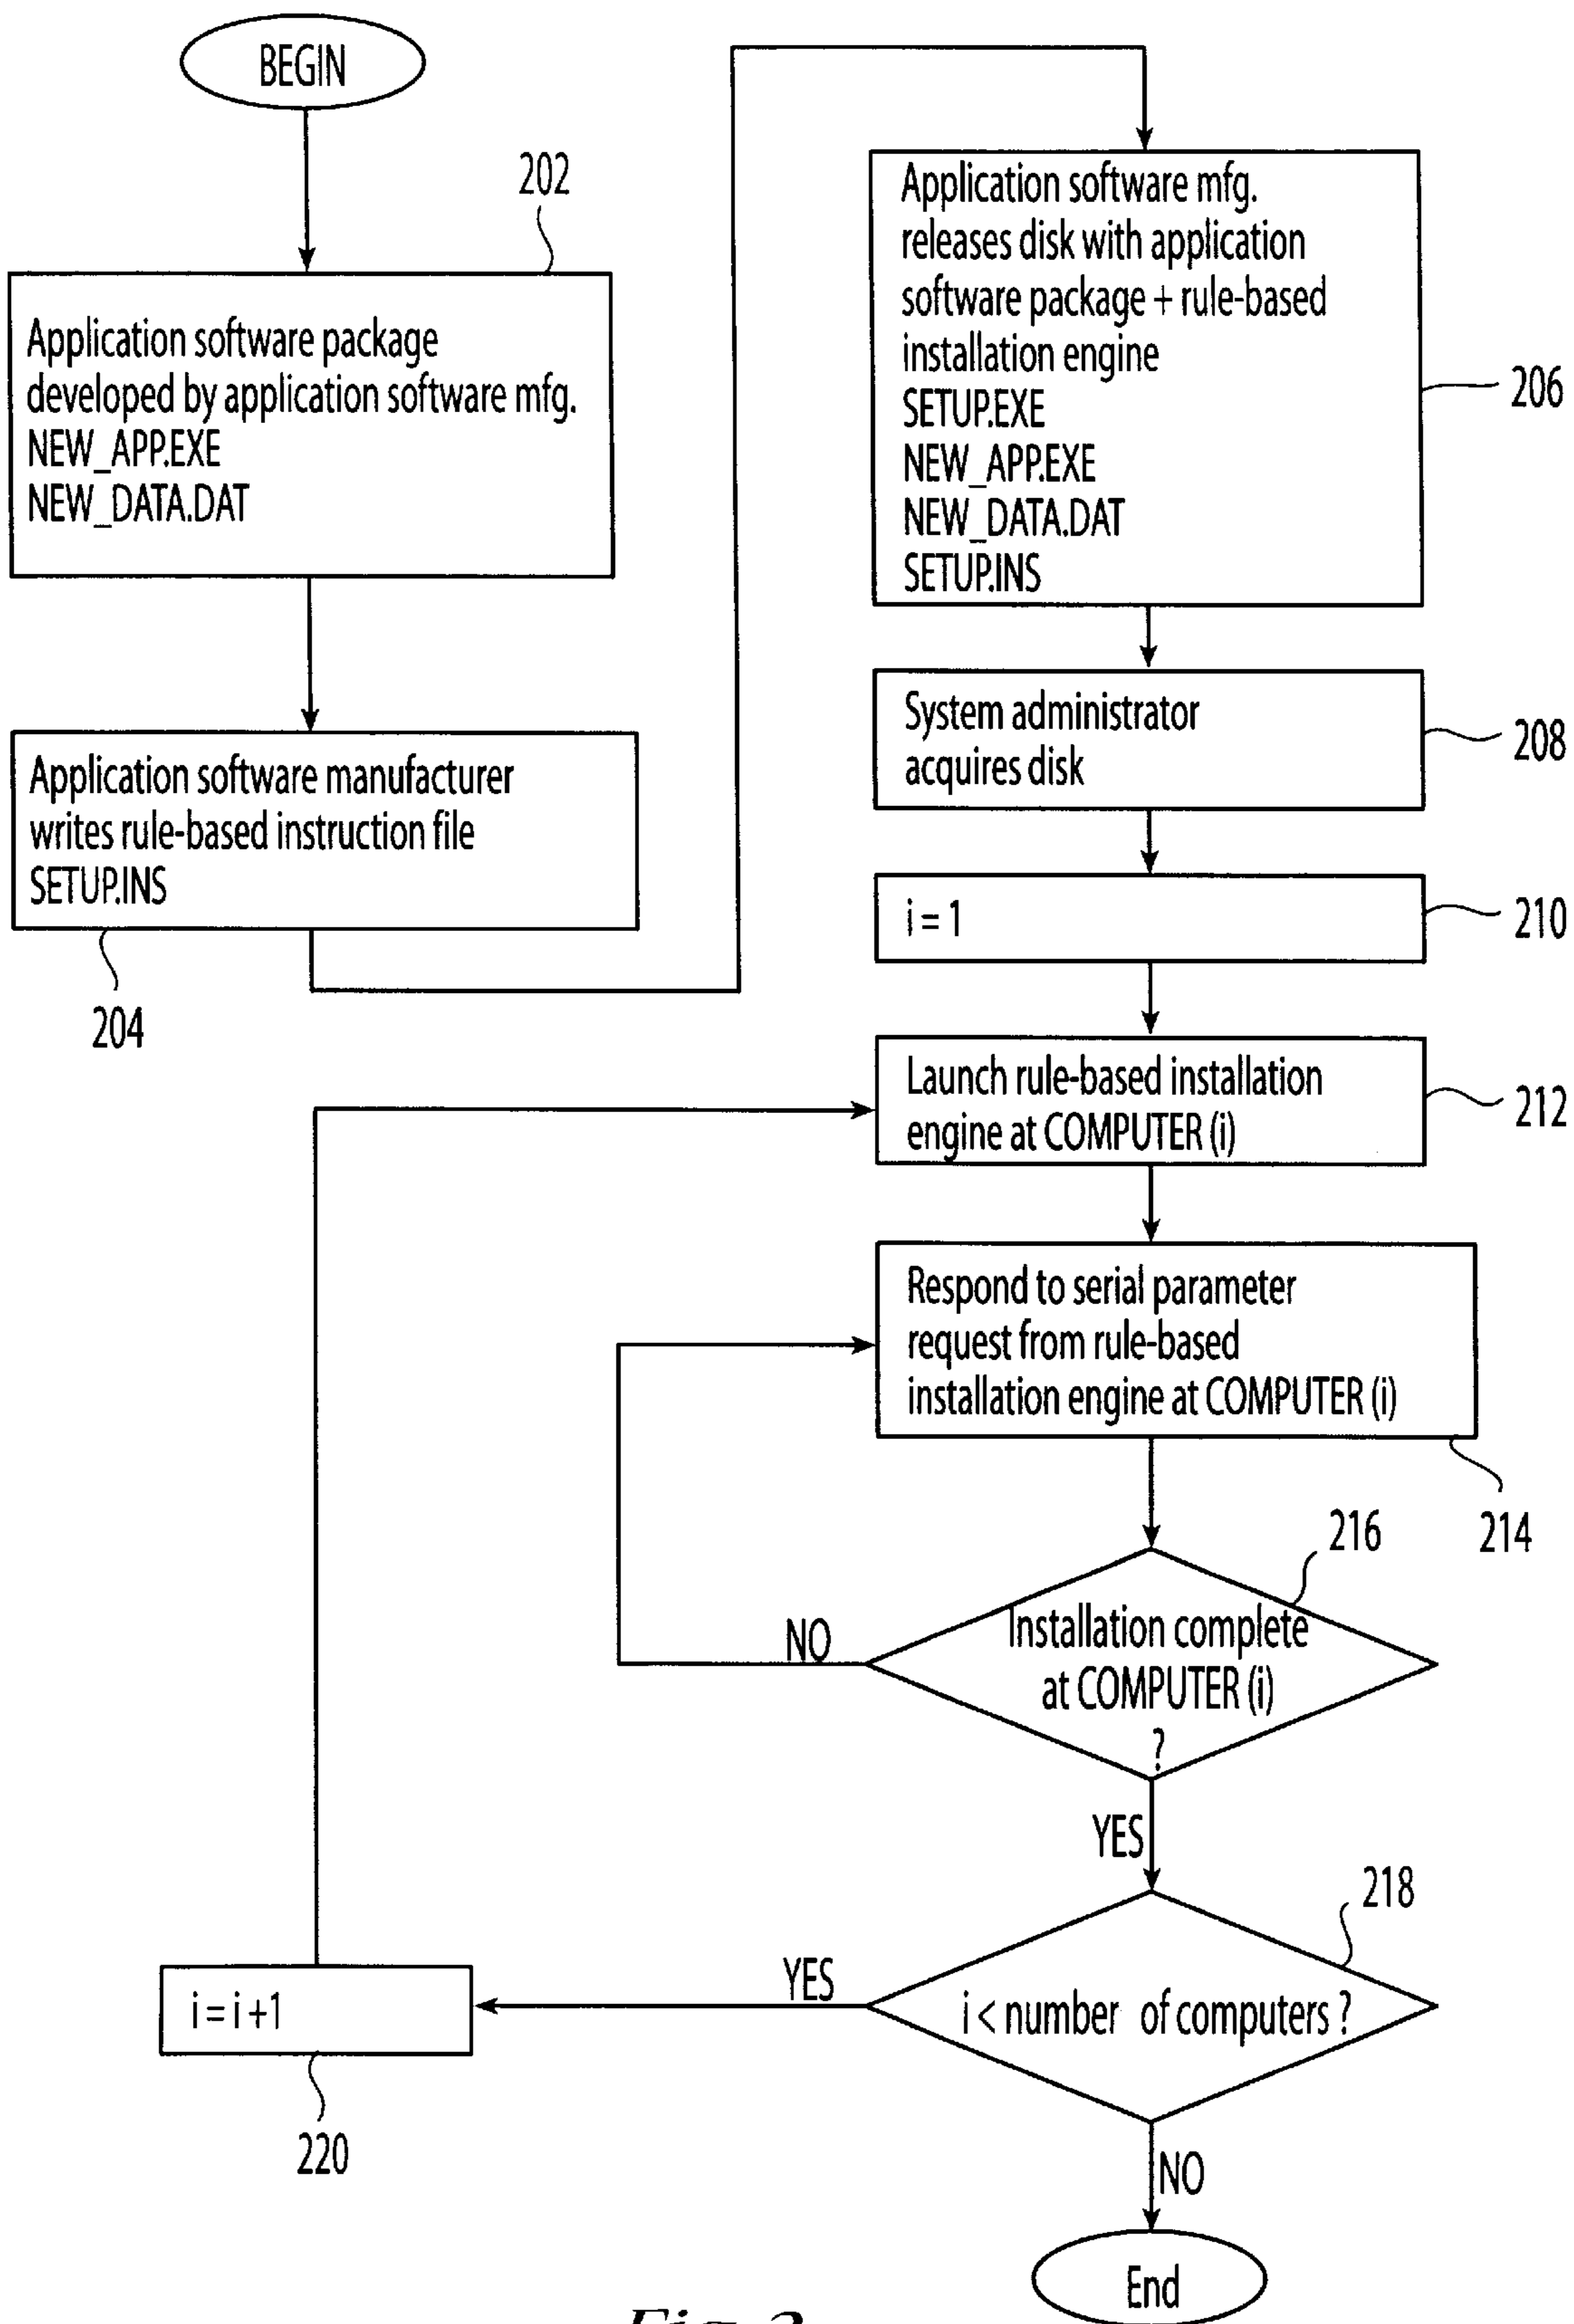 BEGIN
202
Application software package
developed by application software mfg.
NEW_APP.EXE
NEW_DATA.DAT
Application software manufacturer
writes rule-based instruction file
SETUP.INS
204
Application software mfg.
releases disk with application
software package + rule-based
installation engine
SETUP.EXE
NEW_APP.EXE
NEW_DATA.DAT
SETUP.INS
206
System administrator
acquires disk
208
i = 1
210
Launch rule-based installation
engine at COMPUTER (i)
212
Respond to serial parameter
request from rule-based
installation engine at COMPUTER (i)
214
216
Installation complete
at COMPUTER (i)
?
NO
YES
218
i < number of computers ?
YES
i = i +1
220
NO
End